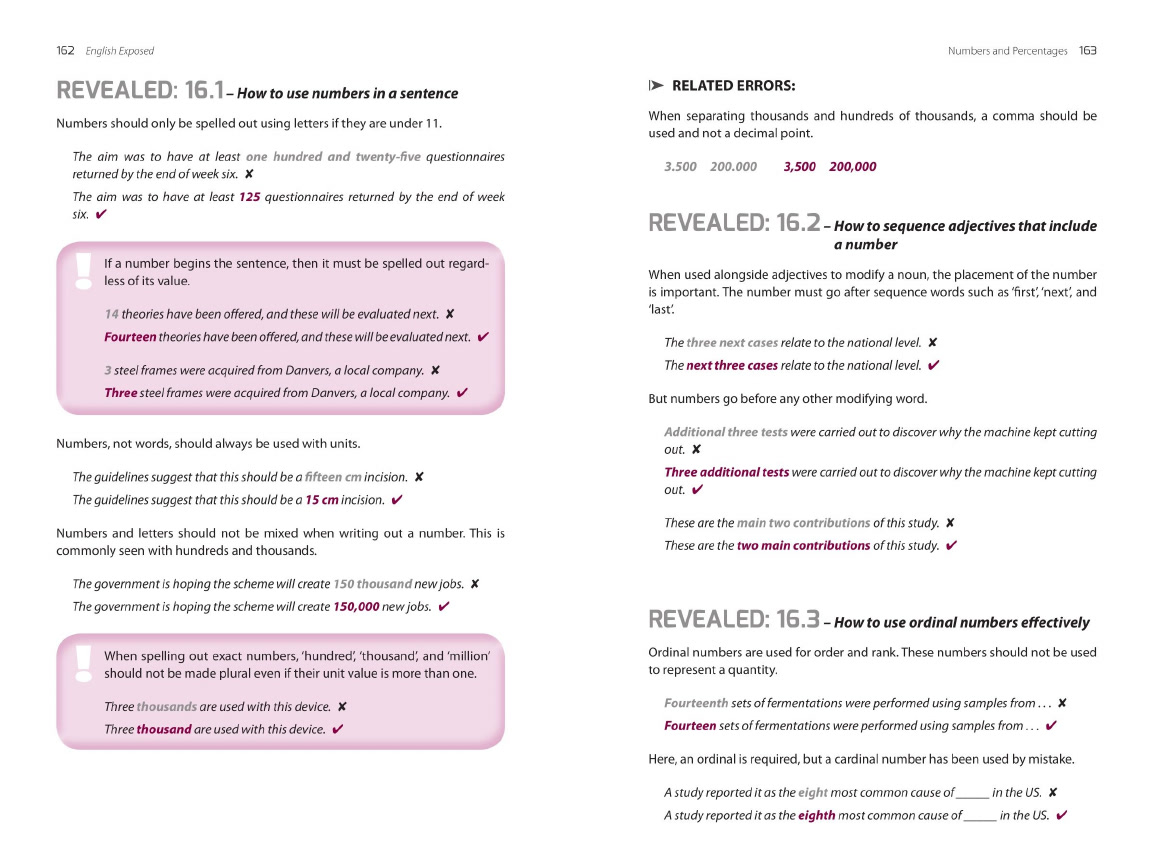 162 English Exposed
REVEALED: 16.1 – How to use numbers in a sentence
Numbers should only be spelled out using letters if they are under 11.
The aim was to have at least one hundred and twenty-five questionnaires
returned by the end of week six. ✘
The aim was to have at least 125 questionnaires returned by the end of week
six. ✔
! If a number begins the sentence, then it must be spelled out regard-
less of its value.
14 theories have been offered, and these will be evaluated next. ✘
Fourteen theories have been offered, and these will be evaluated next. ✔
3 steel frames were acquired from Danvers, a local company. ✘
Three steel frames were acquired from Danvers, a local company. ✔
Numbers, not words, should always be used with units.
The guidelines suggest that this should be a fifteen cm incision. ✘
The guidelines suggest that this should be a 15 cm incision. ✔
Numbers and letters should not be mixed when writing out a number. This is
commonly seen with hundreds and thousands.
The government is hoping the scheme will create 150 thousand new jobs. ✘
The government is hoping the scheme will create 150,000 new jobs. ✔
! When spelling out exact numbers, ‘hundred’, ‘thousand’, and ‘million’
should not be made plural even if their unit value is more than one.
Three thousands are used with this device. ✘
Three thousand are used with this device. ✔
Numbers and Percentages 163
RELATED ERRORS:
When separating thousands and hundreds of thousands, a comma should be
used and not a decimal point.
3.500 200.000 3,500 200,000
REVEALED: 16.2 – How to sequence adjectives that include
a number
When used alongside adjectives to modify a noun, the placement of the number
is important. The number must go after sequence words such as ‘first’, ‘next’, and
‘last’.
The three next cases relate to the national level. ✘
The next three cases relate to the national level. ✔
But numbers go before any other modifying word.
Additional three tests were carried out to discover why the machine kept cutting
out. ✘
Three additional tests were carried out to discover why the machine kept cutting
out. ✔
These are the main two contributions of this study. ✘
These are the two main contributions of this study. ✔
REVEALED: 16.3 – How to use ordinal numbers effectively
Ordinal numbers are used for order and rank. These numbers should not be used
to represent a quantity.
Fourteenth sets of fermentations were performed using samples from . . . ✘
Fourteen sets of fermentations were performed using samples from . . . ✔
Here, an ordinal is required, but a cardinal number has been used by mistake.
A study reported it as the eight most common cause of _____ in the US. ✘
A study reported it as the eighth most common cause of _____ in the US. ✔